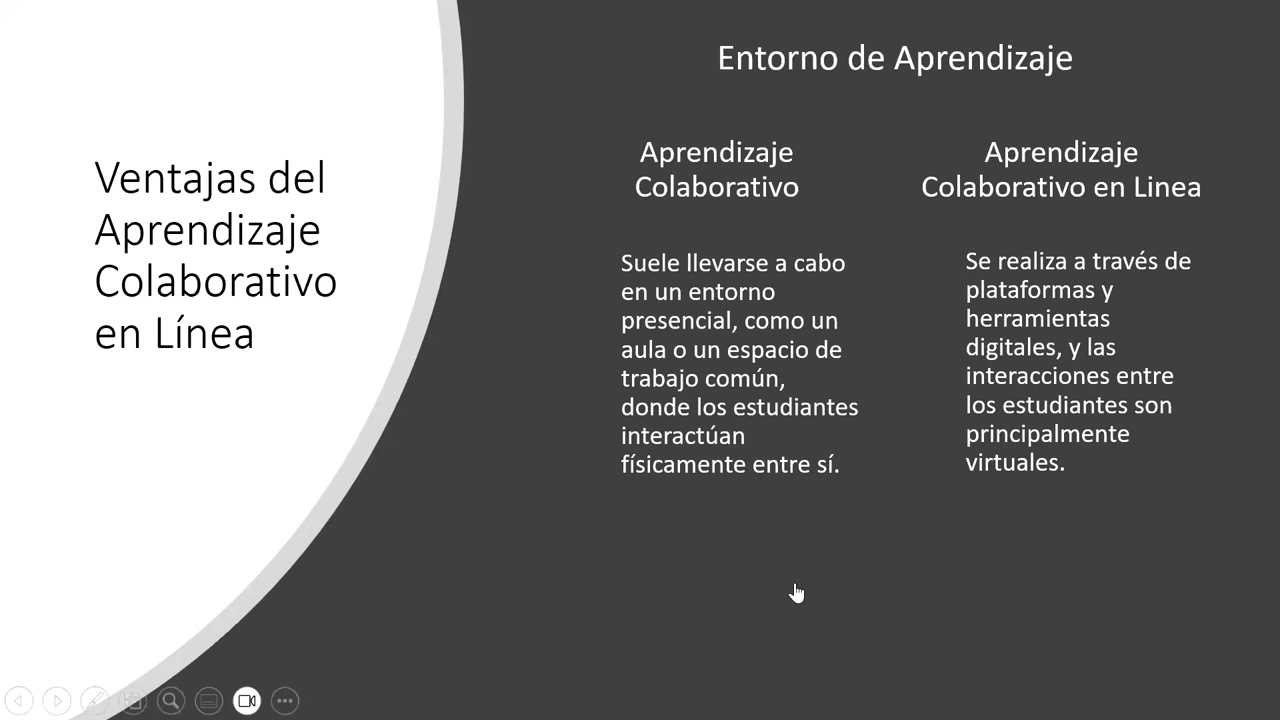 Ventajas del
Aprendizaje
Colaborativo
en Línea
Entorno de Aprendizaje
Aprendizaje
Colaborativo
Suele llevarse a cabo
en un entorno
presencial, como un
aula o un espacio de
trabajo común,
donde los estudiantes
interactúan
físicamente entre sí.
Aprendizaje
Colaborativo en Linea
Se realiza a través de
plataformas y
herramientas
digitales, y las
interacciones entre
los estudiantes son
principalmente
virtuales.